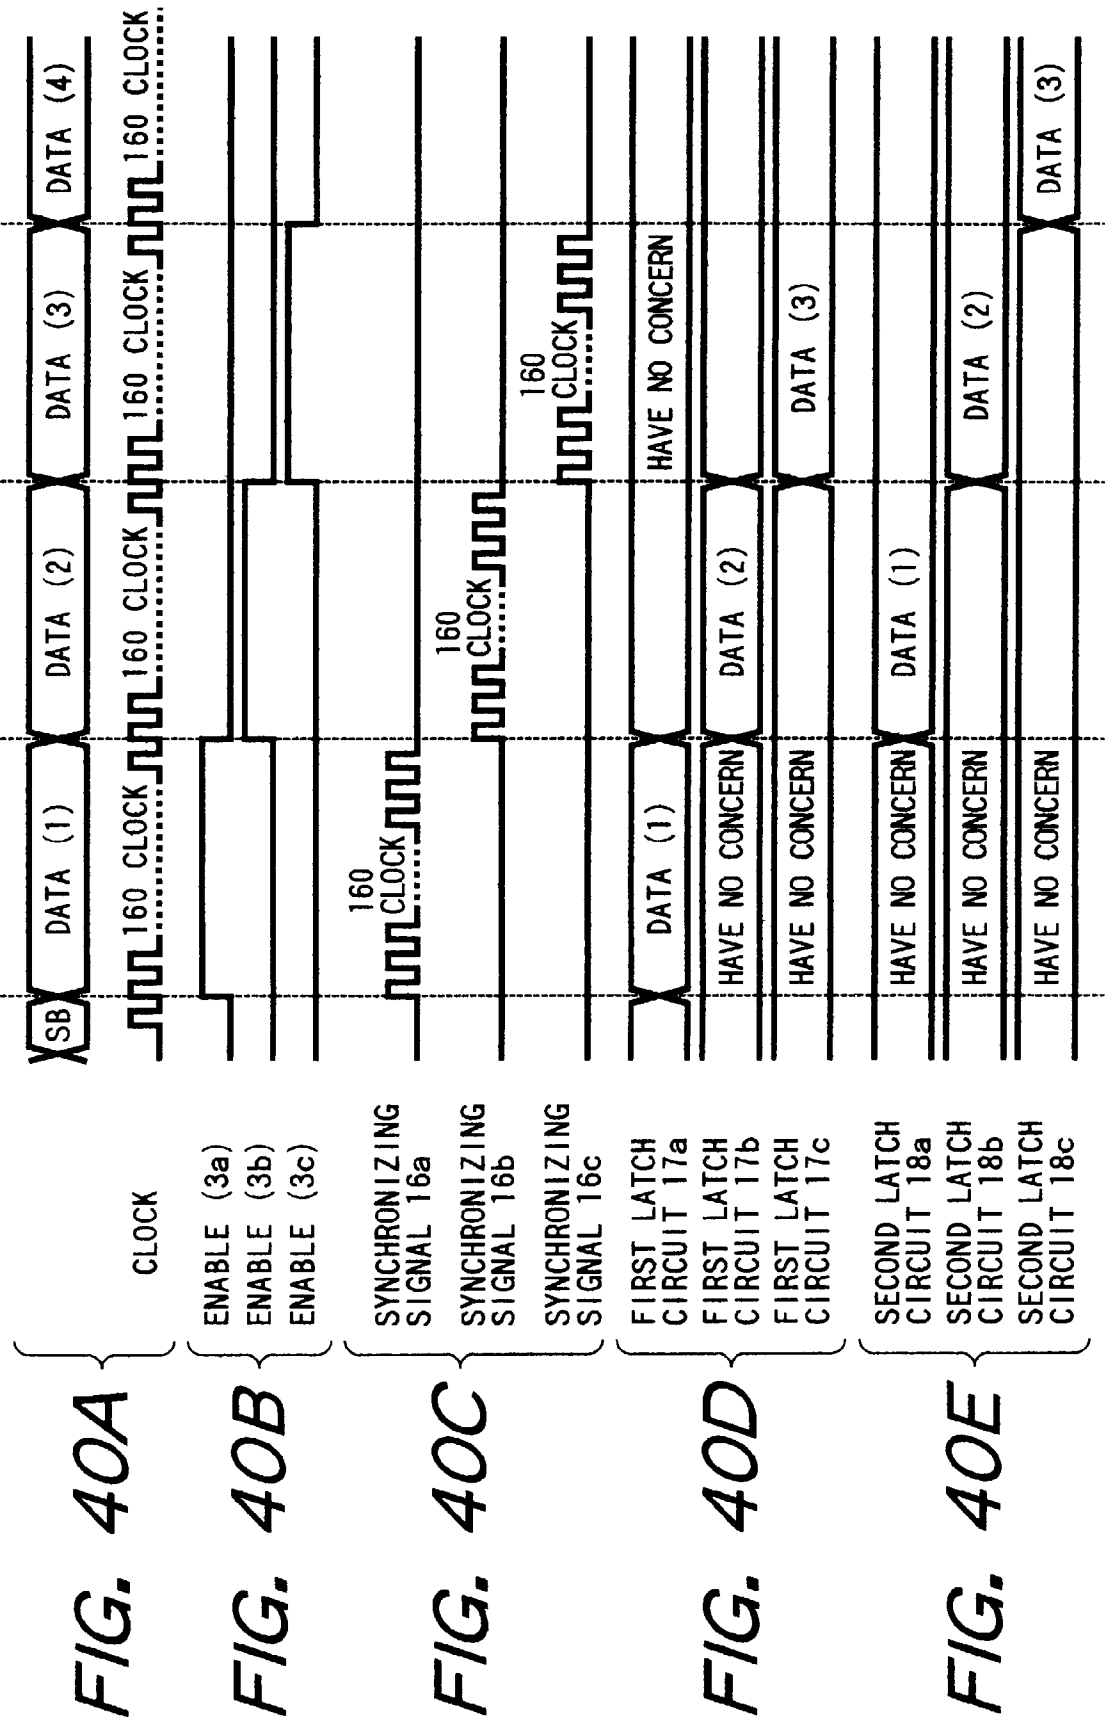 FIG. 40A
SB DATA (1) DATA (2) DATA (3) DATA (4)
CLOCK 160 CLOCK 160 CLOCK 160 CLOCK 160 CLOCK
FIG. 40B
ENABLE (3a)
ENABLE (3b)
ENABLE (3c)
FIG. 40C
SYNCHRONIZING
SIGNAL 16a
160
CLOCK
SYNCHRONIZING
SIGNAL 16b
160
CLOCK
SYNCHRONIZING
SIGNAL 16c
160
CLOCK
FIG. 40D
FIRST LATCH
CIRCUIT 17a
DATA (1) HAVE NO CONCERN
FIRST LATCH
CIRCUIT 17b
HAVE NO CONCERN DATA (2)
FIRST LATCH
CIRCUIT 17c
HAVE NO CONCERN DATA (3)
FIG. 40E
SECOND LATCH
CIRCUIT 18a
HAVE NO CONCERN DATA (1)
SECOND LATCH
CIRCUIT 18b
HAVE NO CONCERN DATA (2)
SECOND LATCH
CIRCUIT 18c
HAVE NO CONCERN DATA (3)